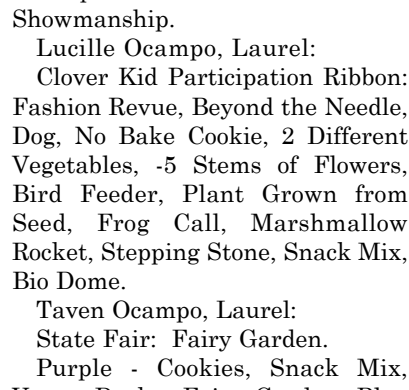 Showmanship.
Lucille Ocampo, Laurel:
Clover Kid Participation Ribbon:
Fashion Revue, Beyond the Needle,
Dog, No Bake Cookie, 2 Different
Vegetables, -5 Stems of Flowers,
Bird Feeder, Plant Grown from
Seed, Frog Call, Marshmallow
Rocket, Stepping Stone, Snack Mix,
Bio Dome.
Taven Ocampo, Laurel:
State Fair: Fairy Garden.
Purple - Cookies, Snack Mix,